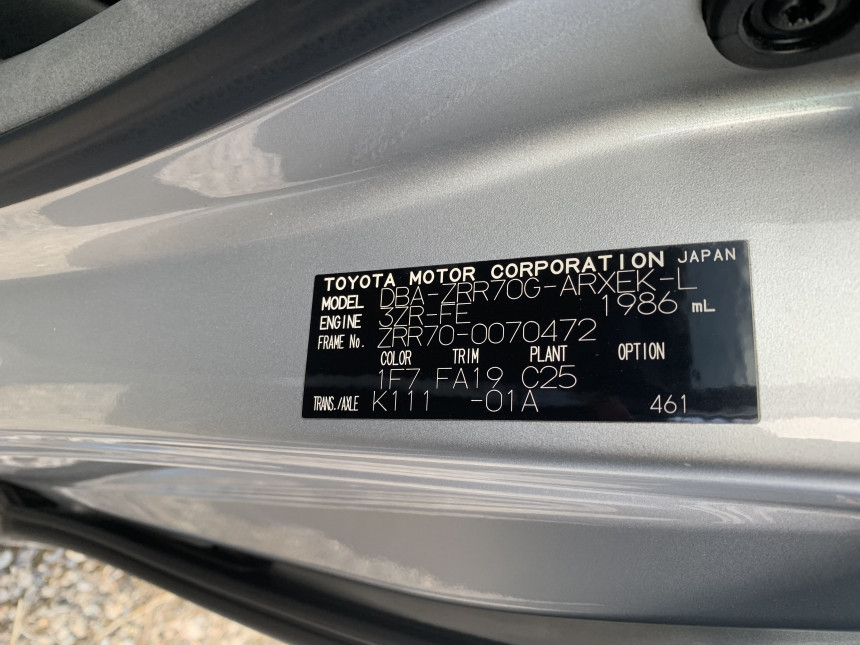 TOYOTA MOTOR CORPORATION JAPAN
MODEL DBA-ZRR70G-ARXEK-L
ENGINE 3ZR-FE 1986 mL
FRAME No. ZRR70-0070472
COLOR TRIM PLANT OPTION
1F7 FA19 C25
TRANS./AXLE K111 -01A 461